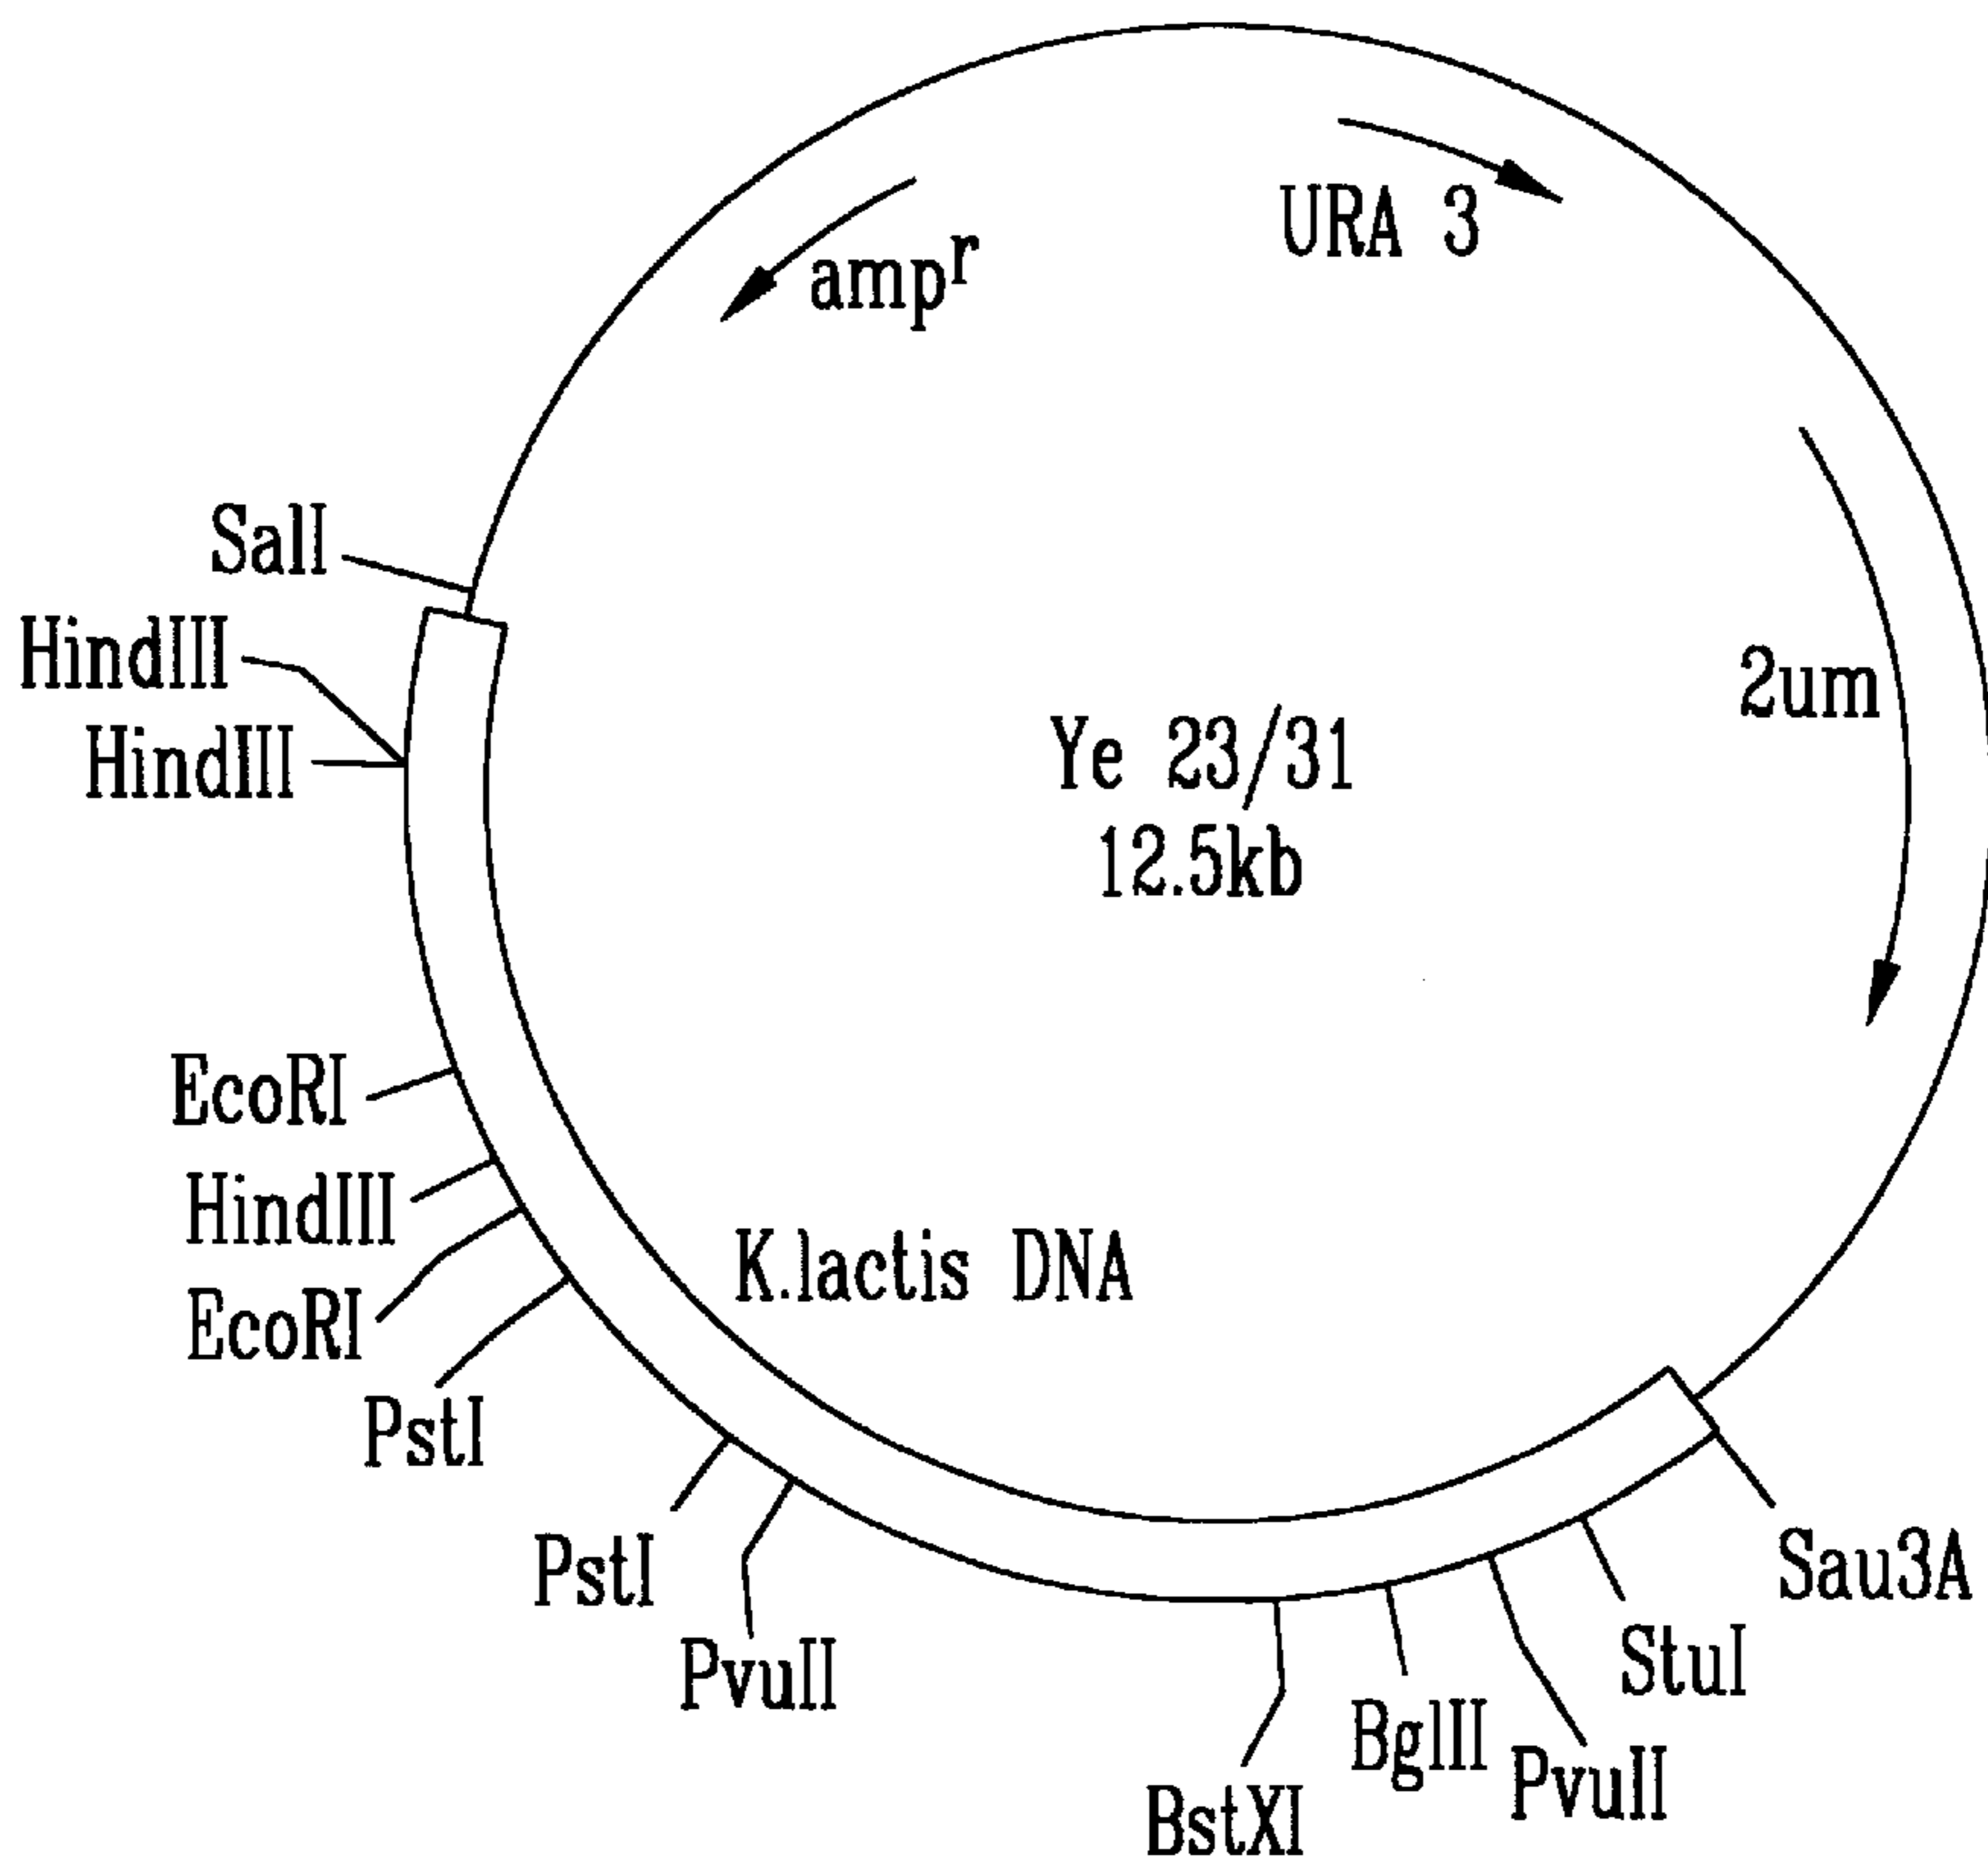 URA 3
amp^r
SalI
HindIII
HindIII
2um
Ye 23/31
12.5kb
EcoRI
HindIII
EcoRI
K.lactis DNA
PstI
PstI
PvuII
Sau3A
StuI
BglII
PvuII
BstXI